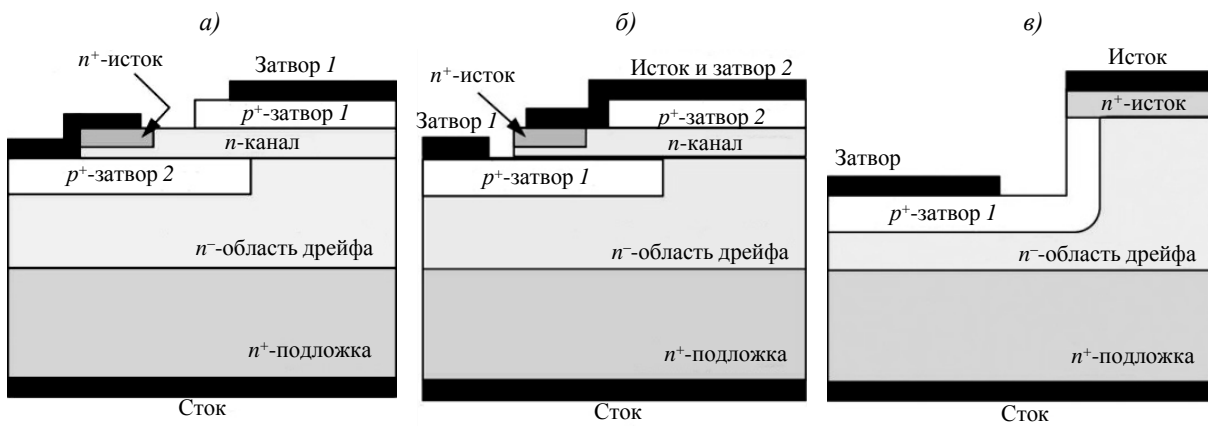 а)
n⁺-исток
Затвор 1
p⁺-затвор 1
n-канал
p⁺-затвор 2
n⁻-область дрейфа
n⁺-подложка
Сток
б)
n⁺-исток
Исток и затвор 2
Затвор 1
p⁺-затвор 2
n-канал
p⁺-затвор 1
n⁻-область дрейфа
n⁺-подложка
Сток
в)
Исток
n⁺-исток
Затвор
p⁺-затвор 1
n⁻-область дрейфа
n⁺-подложка
Сток